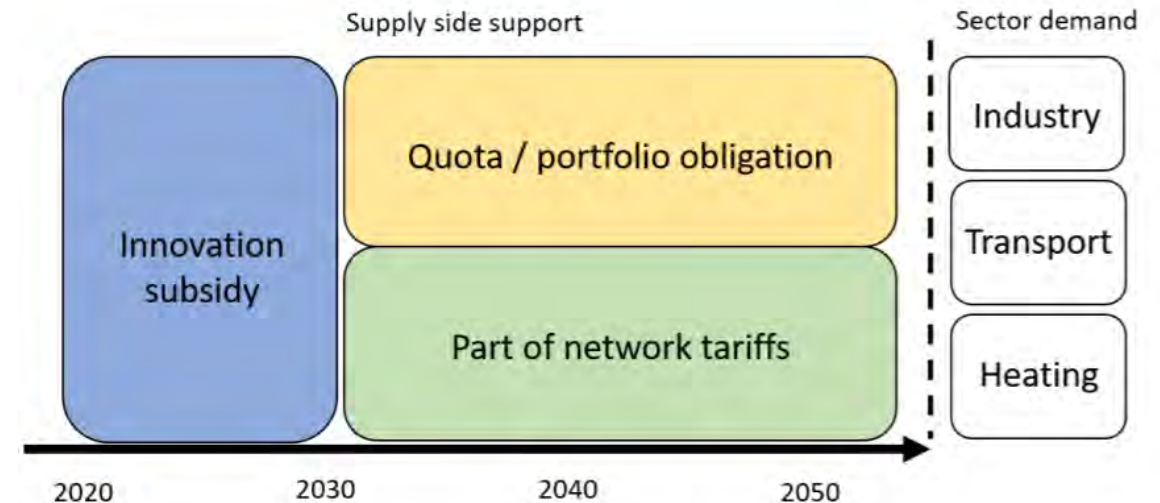 Supply side support
Sector demand
Innovation
subsidy
Quota / portfolio obligation
Part of network tariffs
Industry
Transport
Heating
2020
2030
2040
2050